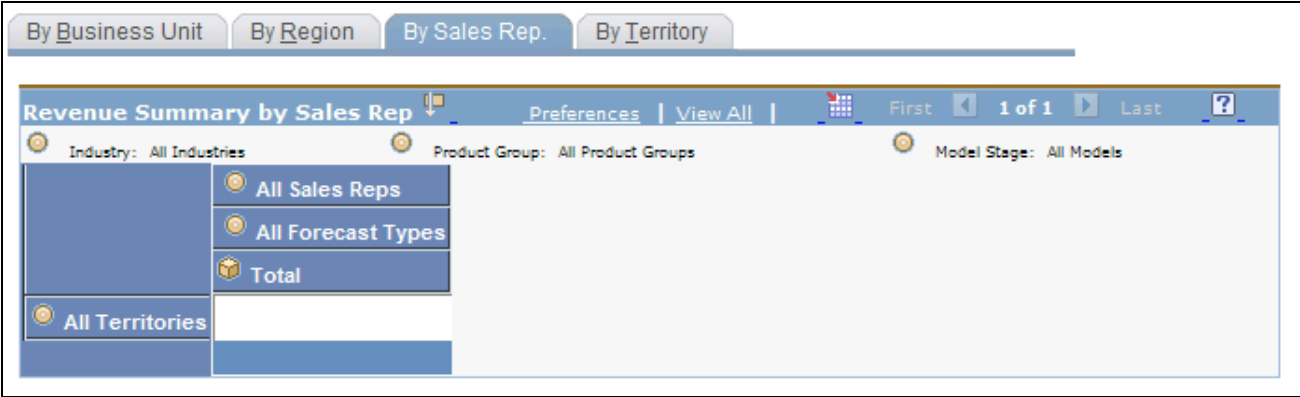 By Business Unit By Region By Sales Rep. By Territory
Revenue Summary by Sales Rep Preferences | View All | First 1 of 1 Last ?
Industry: All Industries Product Group: All Product Groups Model Stage: All Models
All Sales Reps
All Forecast Types
Total
All Territories